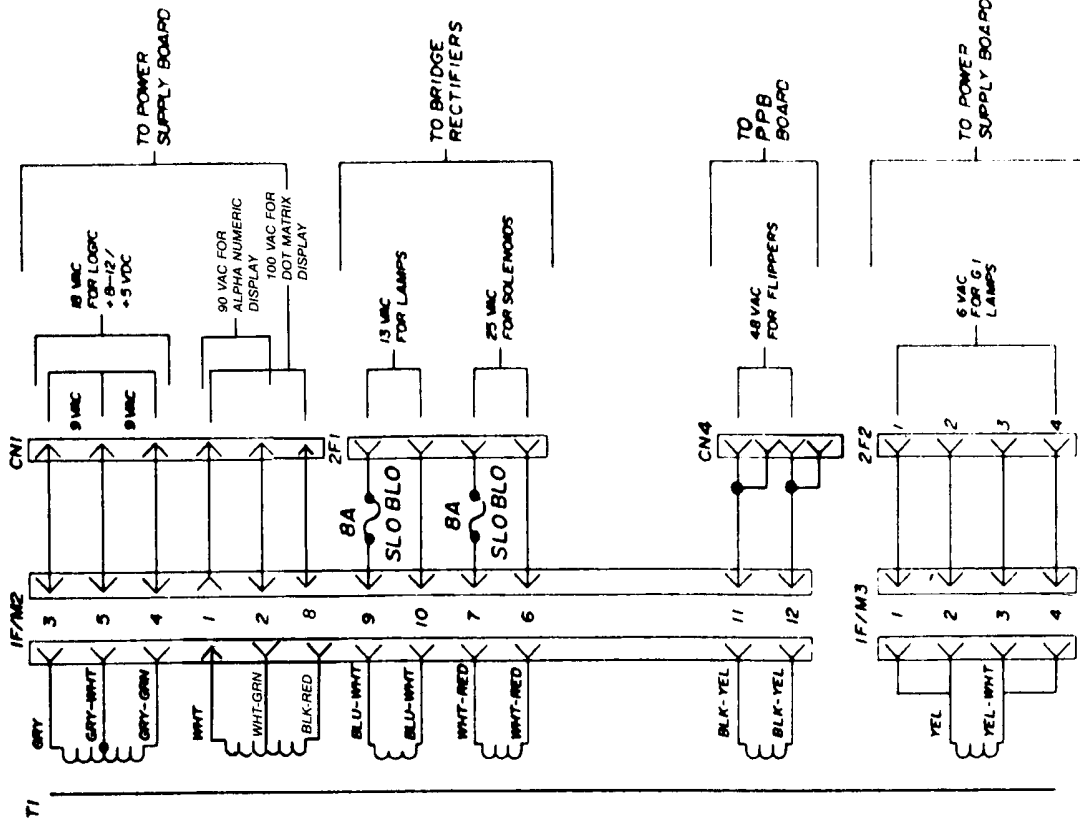 T1
1F/M2
CN1
GRY
3
9 VAC
18 VAC
FOR LOGIC
+8-12/
+5 VDC
GRY-WHT
5
9 VAC
GRY-GRN
4
TO POWER
SUPPLY BOARD
WHT
1
90 VAC FOR
ALPHA NUMERIC
DISPLAY
WHT-GRN
2
100 VAC FOR
DOT MATRIX
DISPLAY
BLK-RED
8
2F1
BLU-WHT
9
8A
SLO BLO
13 VAC
FOR LAMPS
BLU-WHT
10
TO BRIDGE
RECTIFIERS
WHT-RED
7
8A
SLO BLO
25 VAC
FOR SOLENOIDS
WHT-RED
6
CN4
BLK-YEL
11
48 VAC
FOR FLIPPERS
TO
PPB
BOARD
BLK-YEL
12
1F/M3
2F2
1
1
YEL
2
2
6 VAC
FOR G I
LAMPS
TO POWER
SUPPLY BOARD
YEL-WHT
3
3
4
4